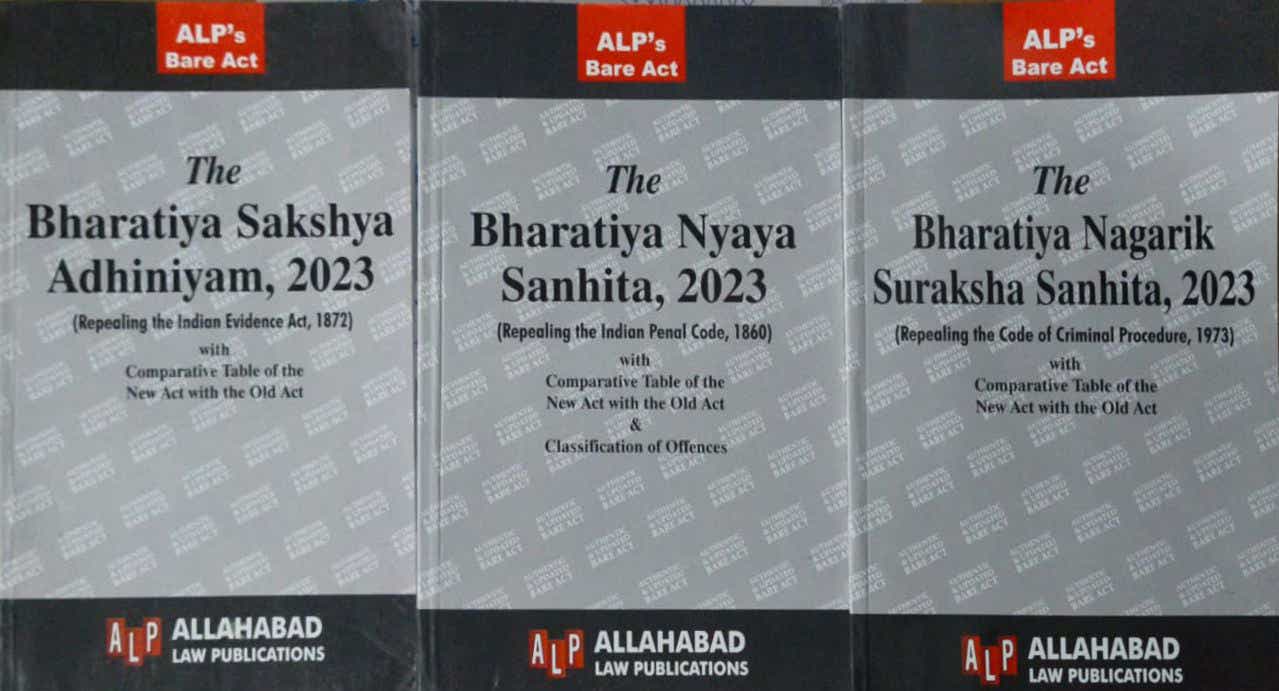 ALP's
Bare Act
The
Bharatiya Sakshya
Adhiniyam, 2023
(Repealing the Indian Evidence Act, 1872)
with
Comparative Table of the
New Act with the Old Act
ALP
ALLAHABAD
LAW PUBLICATIONS
ALP's
Bare Act
The
Bharatiya Nyaya
Sanhita, 2023
(Repealing the Indian Penal Code, 1860)
with
Comparative Table of the
New Act with the Old Act
&
Classification of Offences
ALP
ALLAHABAD
LAW PUBLICATIONS
ALP's
Bare Act
The
Bharatiya Nagarik
Suraksha Sanhita, 2023
(Repealing the Code of Criminal Procedure, 1973)
with
Comparative Table of the
New Act with the Old Act
ALP
ALLAHABAD
LAW PUBLICATIONS
AUTHENTIC
& UPDATED
BARE ACT